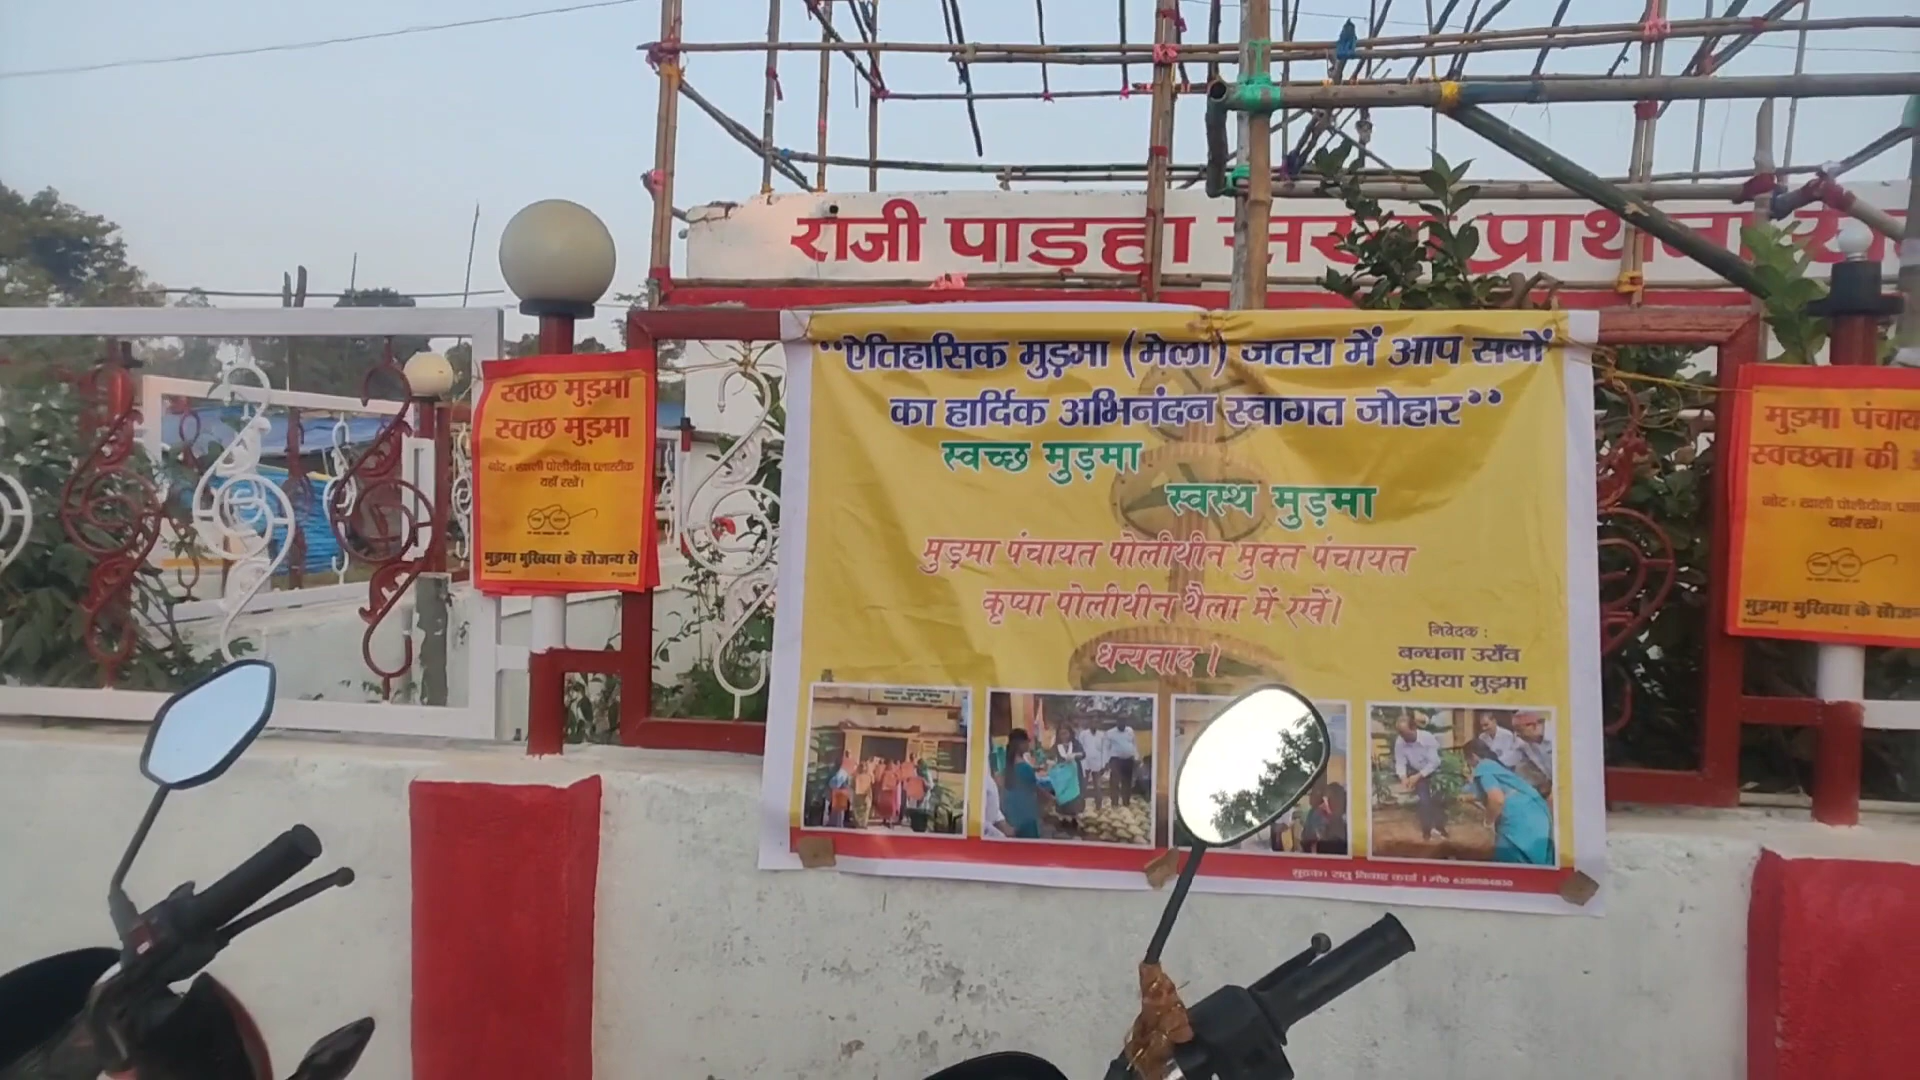 राजी पाड़हा सरना प्रार्थना
“ऐतिहासिक मुड़मा (मेला) जतरा में आप सबों
का हार्दिक अभिनंदन स्वागत जोहार”
स्वच्छ मुड़मा
स्वस्थ मुड़मा
मुड़मा पंचायत पोलीथीन मुक्त पंचायत
कृप्या पोलीथीन थैला में रखें।
धन्यवाद।
निवेदक :
बन्धना उराँव
मुखिया मुड़मा
स्वच्छ मुड़मा
स्वच्छ मुड़मा
नोट : खाली पोलीथीन प्लास्टीक
यहाँ रखें।
मुड़मा मुखिया के सौजन्य से
मुड़मा
स्वच्छता की
नोट : खाली पोलीथीन
यहाँ रखें।
मुड़मा मुखिया के